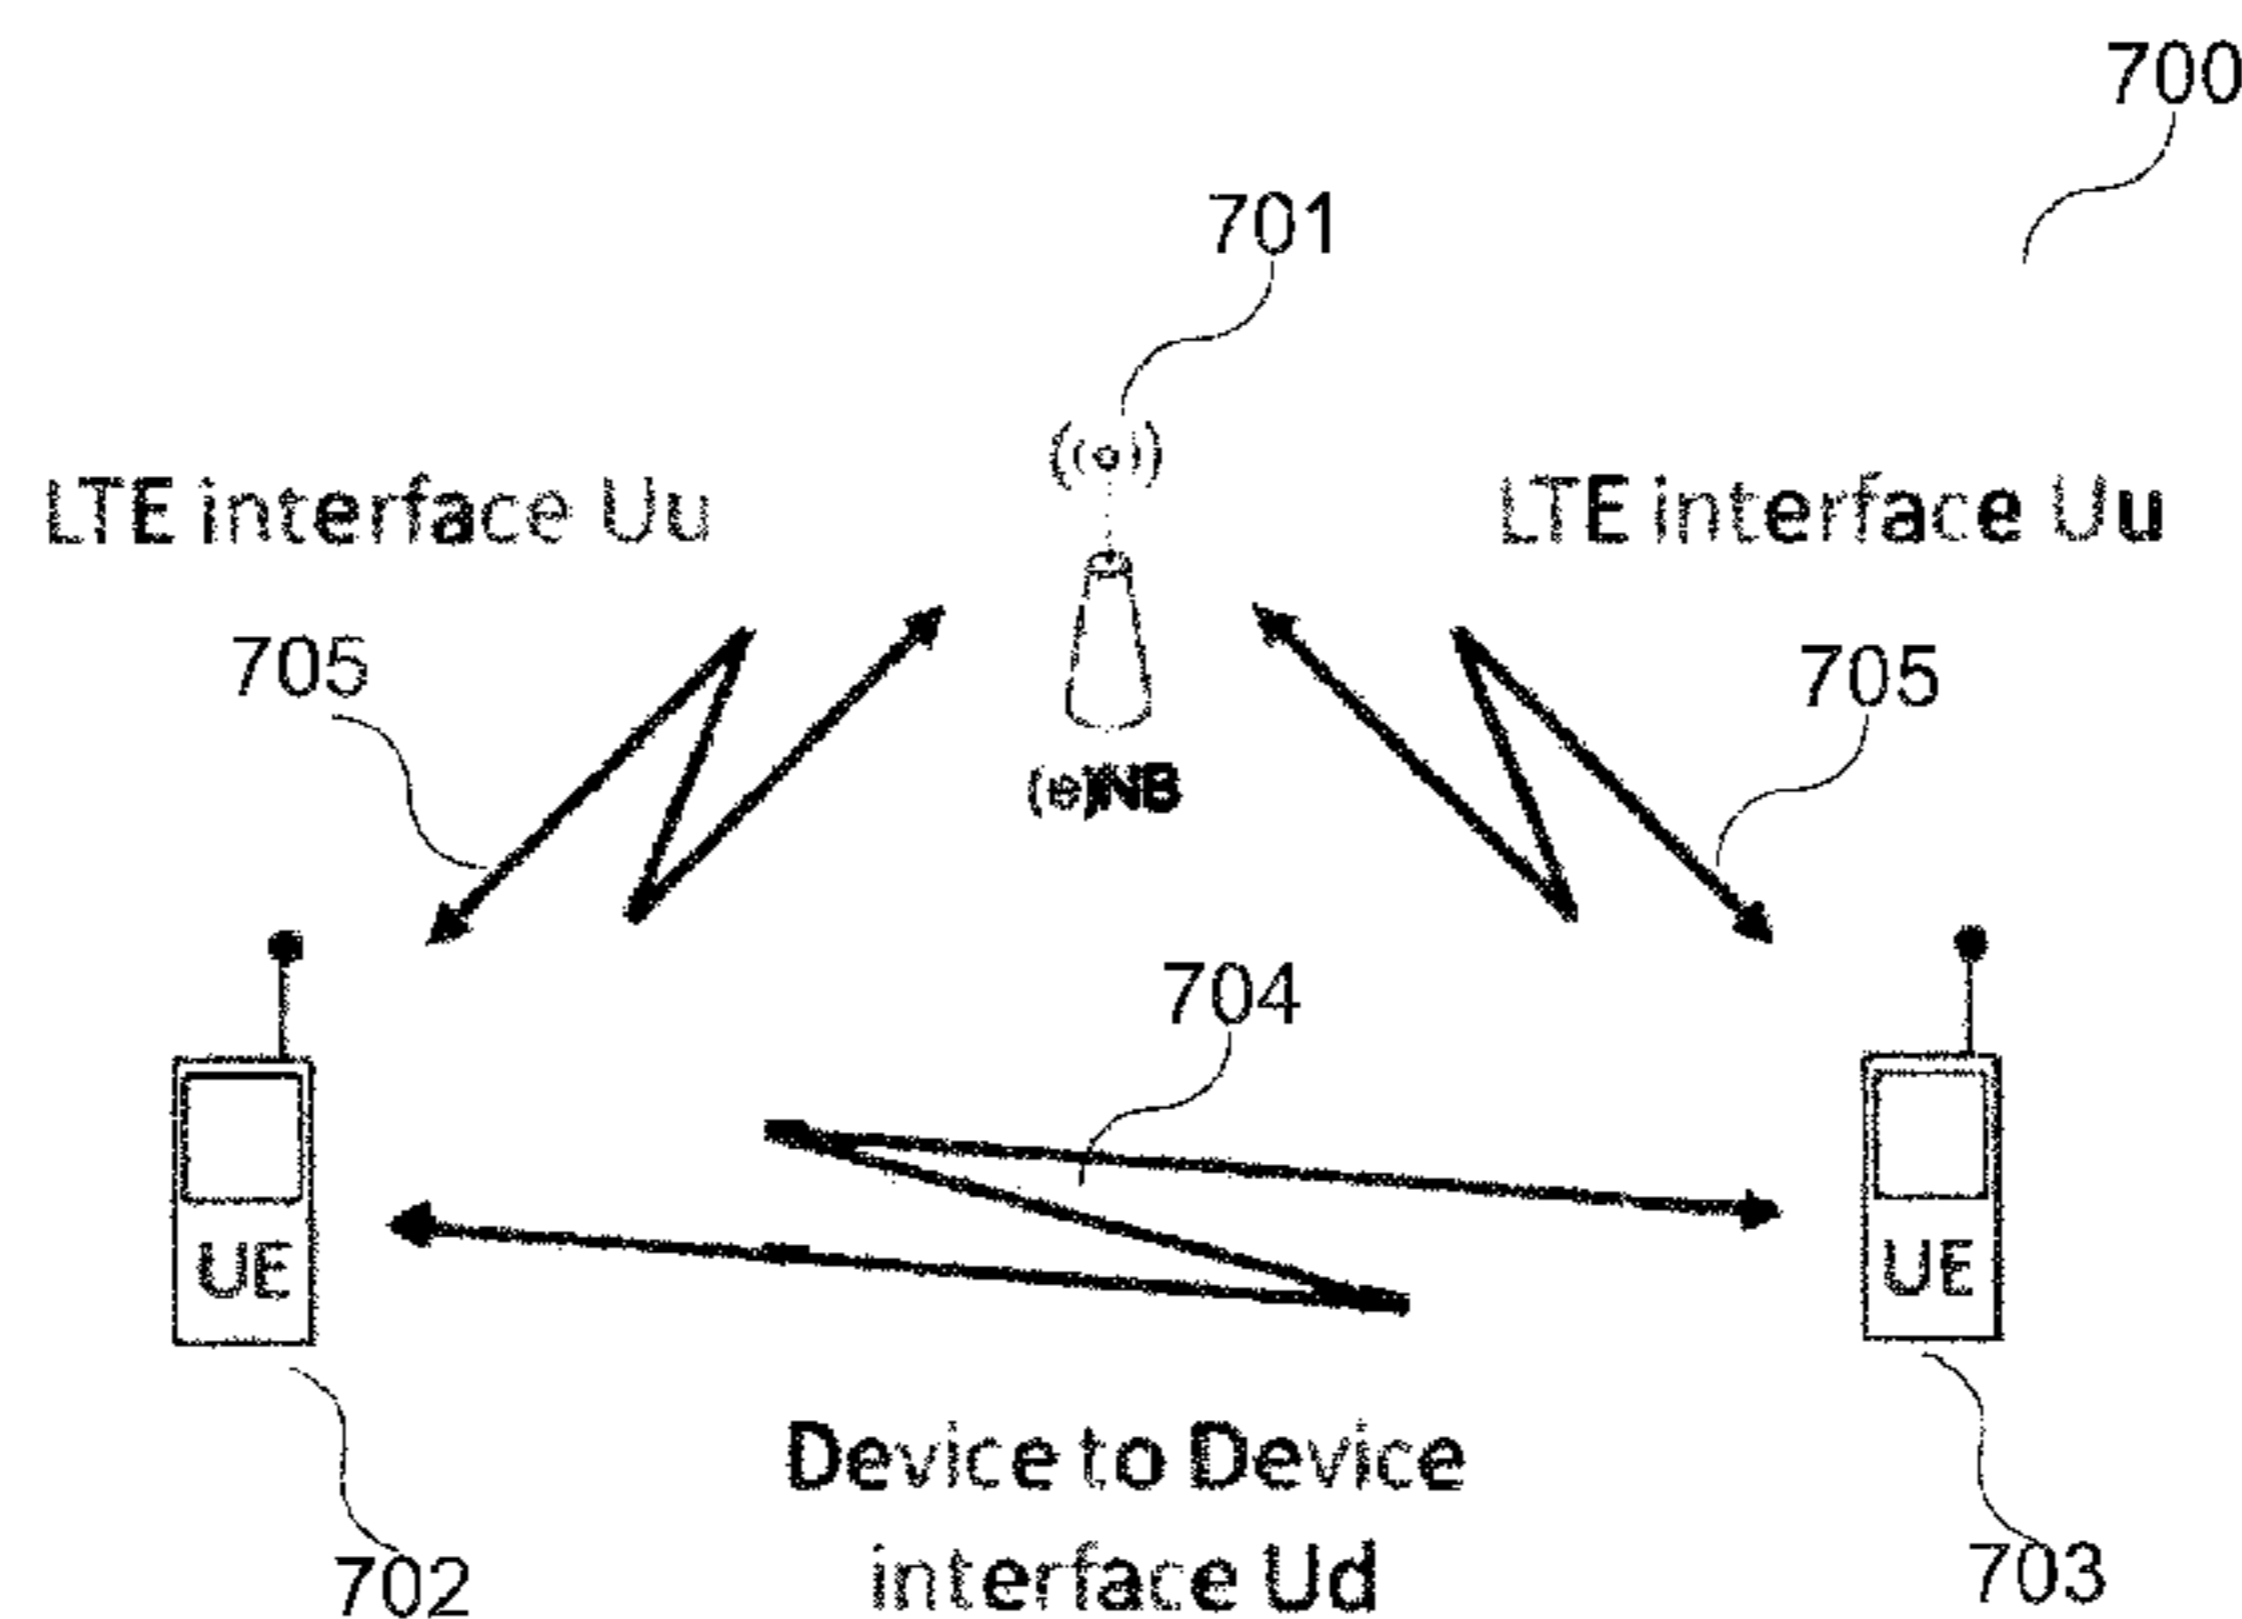 700
701
LTE interface Uu
LTE interface Uu
705
705
(e)NB
704
UE
UE
Device to Device
interface Ud
702
703